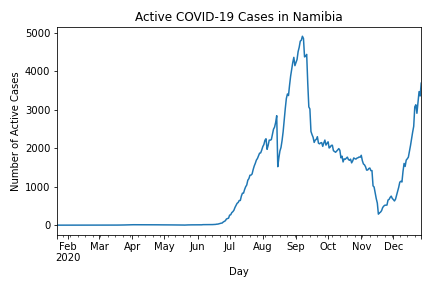 Active COVID-19 Cases in Namibia
Number of Active Cases
5000
4000
3000
2000
1000
0
Feb Mar Apr May Jun Jul Aug Sep Oct Nov Dec
2020
Day